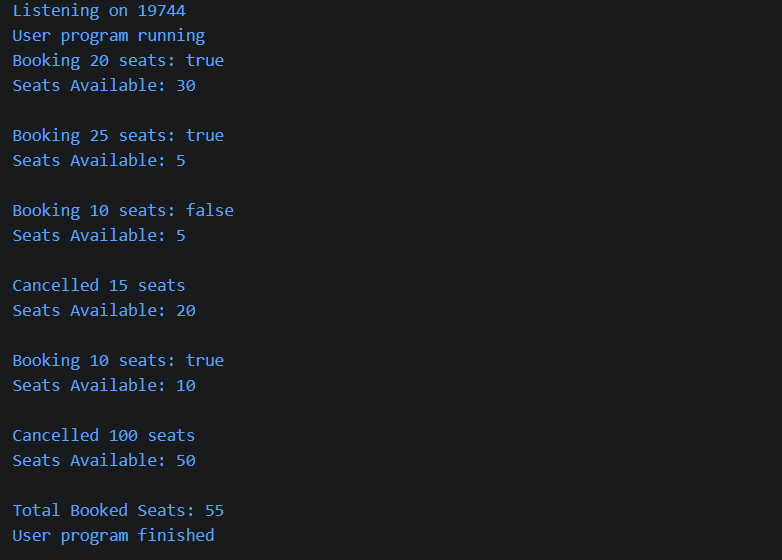 Listening on 19744
User program running
Booking 20 seats: true
Seats Available: 30
Booking 25 seats: true
Seats Available: 5
Booking 10 seats: false
Seats Available: 5
Cancelled 15 seats
Seats Available: 20
Booking 10 seats: true
Seats Available: 10
Cancelled 100 seats
Seats Available: 50
Total Booked Seats: 55
User program finished